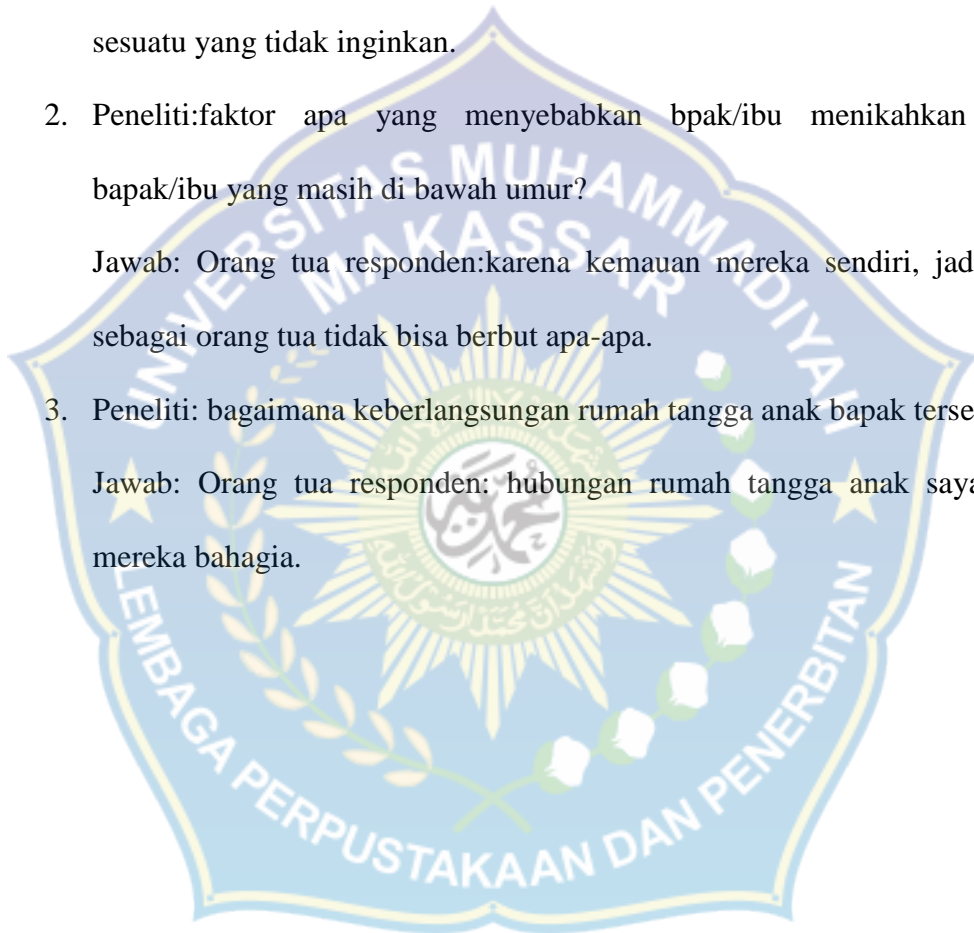 sesuatu yang tidak inginkan.
2. Peneliti:faktor apa yang menyebabkan bpak/ibu menikahkan
bapak/ibu yang masih di bawah umur?
Jawab: Orang tua responden:karena kemauan mereka sendiri, jad
sebagai orang tua tidak bisa berbut apa-apa.
3. Peneliti: bagaimana keberlangsungan rumah tangga anak bapak terse
Jawab: Orang tua responden: hubungan rumah tangga anak saya
mereka bahagia.
UNIVERSITAS MUHAMMADIYAH
MAKASSAR
LEMBAGA PERPUSTAKAAN DAN PENERBITAN